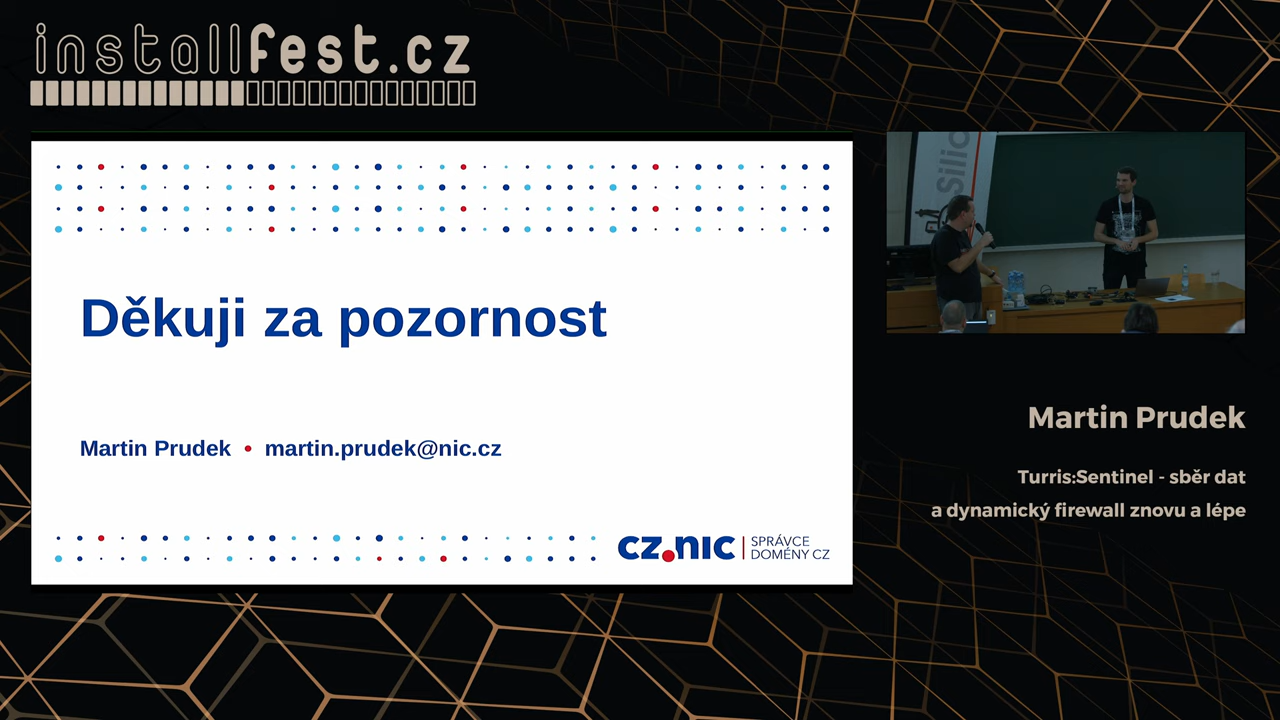 installfest.cz
Děkuji za pozornost
Martin Prudek • martin.prudek@nic.cz
CZ.NIC | SPRÁVCE
DOMÉNY CZ
Silic
Martin Prudek
Turris:Sentinel - sběr dat
a dynamický firewall znovu a lépe